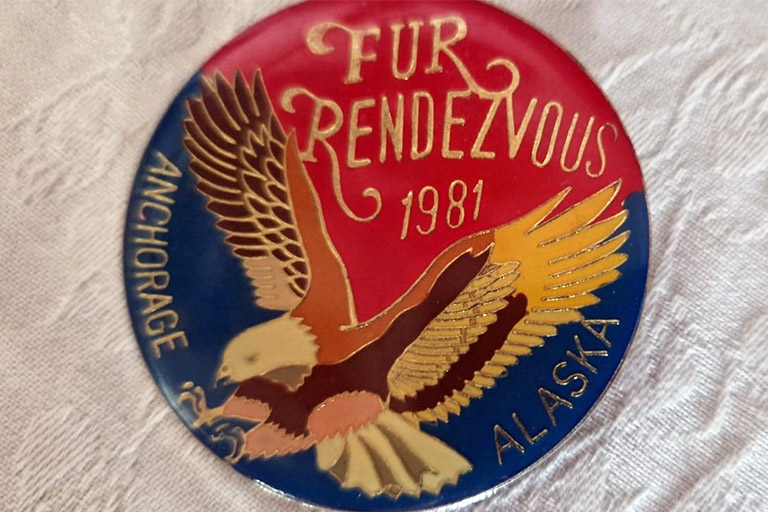 FUR
RENDEZVOUS
1981
ANCHORAGE
ALASKA